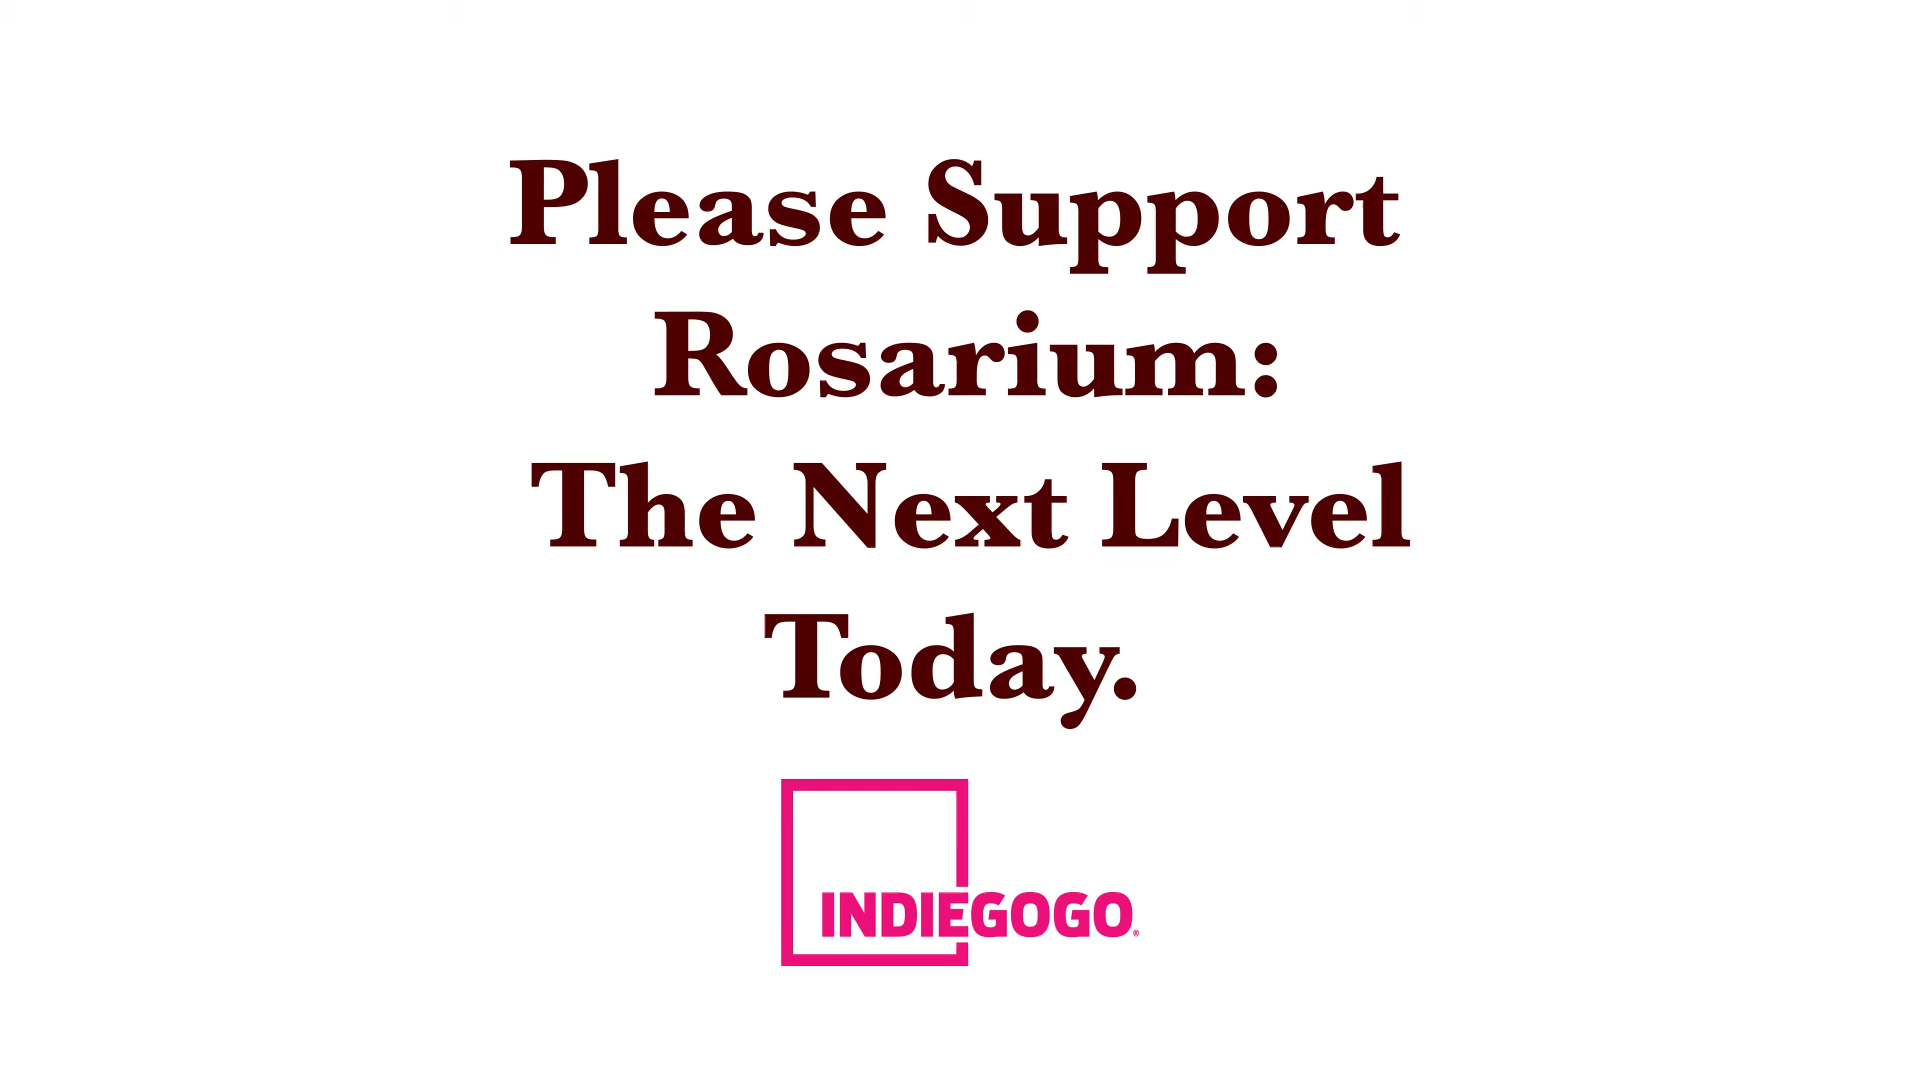 Please Support
Rosarium:
The Next Level
Today.
INDIEGOGO®